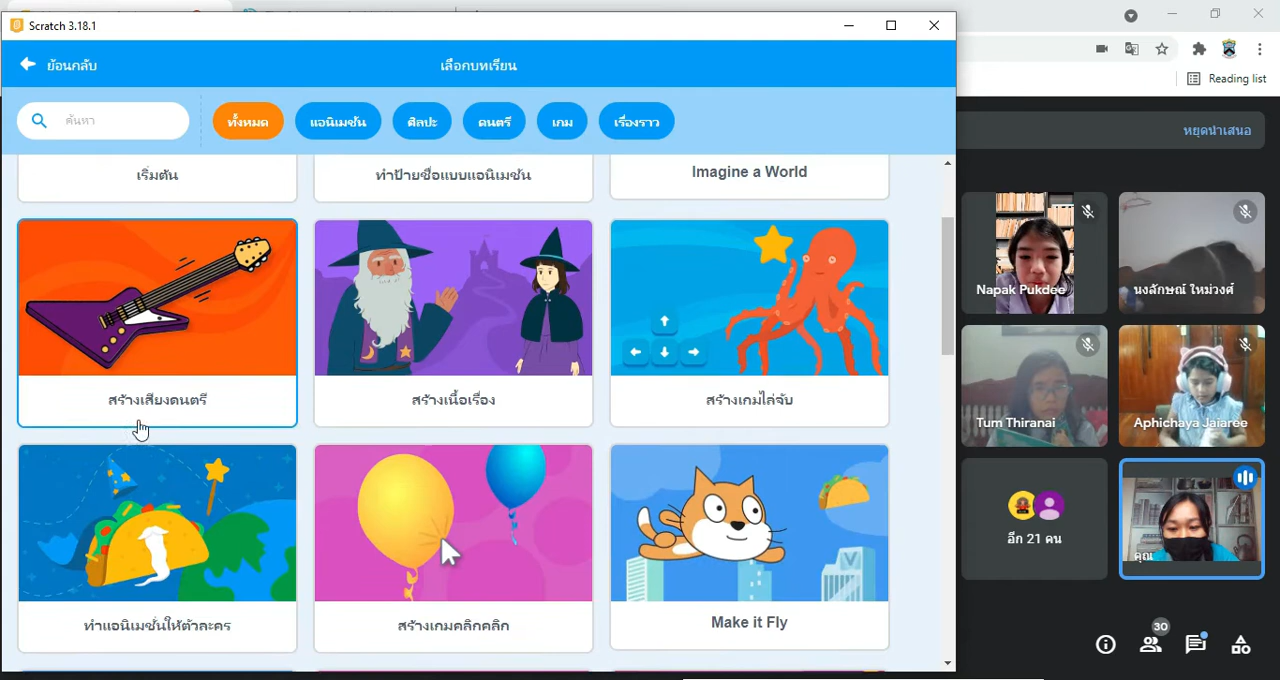 Scratch 3.18.1
ย้อนกลับ
เลือกบทเรียน
ค้นหา
ทั้งหมด
แอนิเมชัน
ศิลปะ
ดนตรี
เกม
เรื่องราว
Reading list
หยุดนำเสนอ
เริ่มต้น
ทำป้ายชื่อแบบแอนิเมชัน
Imagine a World
สร้างเสียงดนตรี
สร้างเนื้อเรื่อง
สร้างเกมไล่จับ
ทำแอนิเมชันให้ตัวละคร
สร้างเกมคลิกคลิก
Make it Fly
Napak Pukdee
นงลักษณ์ ใหม่วงค์
Tum Thiranai
Aphichaya Jaiaree
อีก 21 คน
คุณ
30